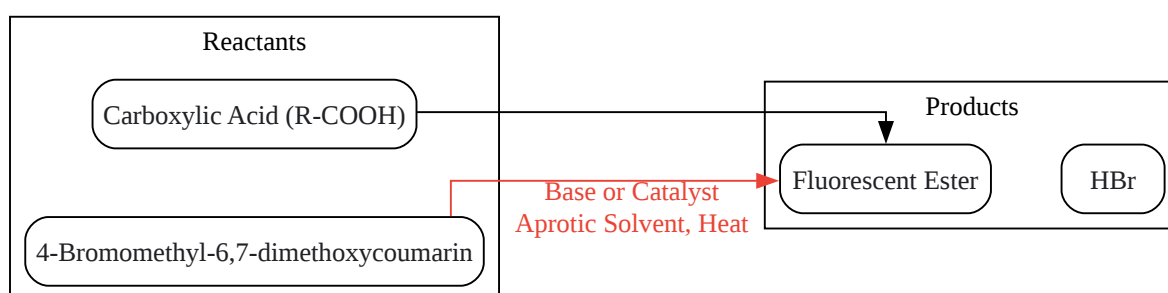 Reactants
Carboxylic Acid (R-COOH)
4-Bromomethyl-6,7-dimethoxycoumarin
Base or Catalyst
Aprotic Solvent, Heat
Products
Fluorescent Ester
HBr